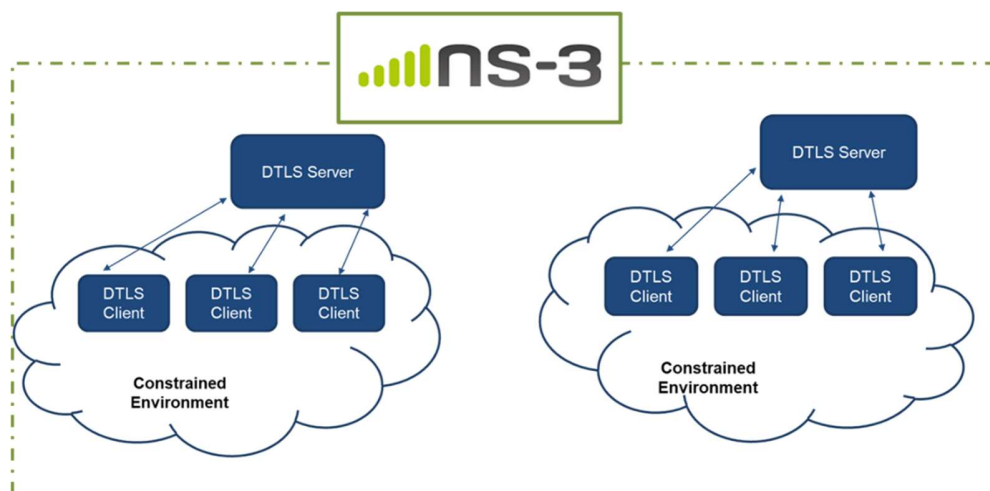 ns-3
DTLS Server
DTLS
Client
DTLS
Client
DTLS
Client
Constrained
Environment
DTLS Server
DTLS
Client
DTLS
Client
DTLS
Client
Constrained
Environment